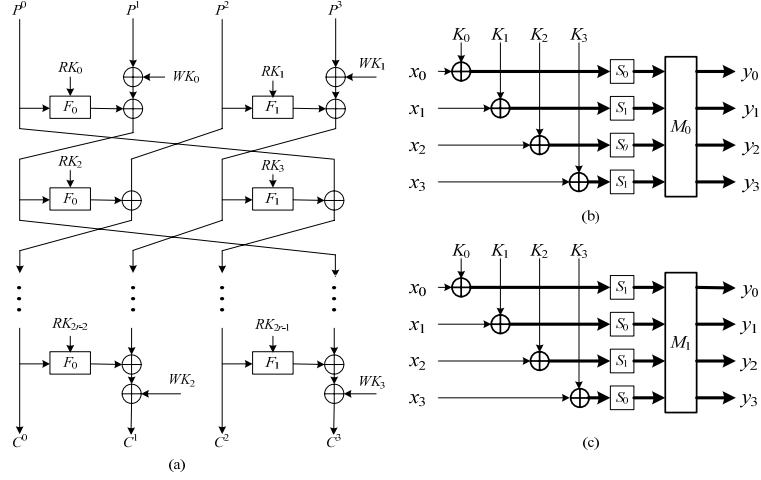 P⁰ P¹ P² P³
RK₀ WK₀ RK₁ WK₁
F₀ F₁
RK₂ RK₃
F₀ F₁
RK₂ᵣ₋₂ RK₂ᵣ₋₁
F₀ F₁
WK₂ WK₃
C⁰ C¹ C² C³
(a)
K₀ K₁ K₂ K₃
x₀ S₀ y₀
x₁ S₁ y₁
M₀
x₂ S₀ y₂
x₃ S₁ y₃
(b)
K₀ K₁ K₂ K₃
x₀ S₁ y₀
x₁ S₀ y₁
M₁
x₂ S₁ y₂
x₃ S₀ y₃
(c)